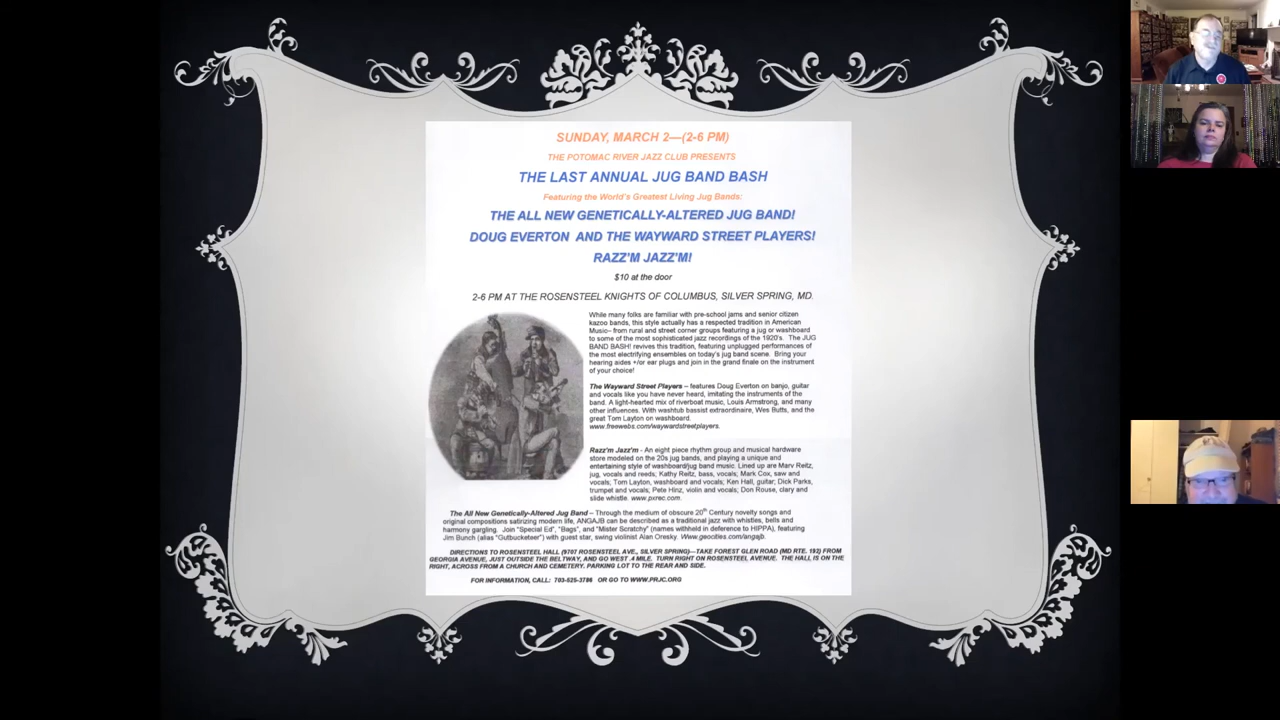 SUNDAY, MARCH 2—(2-6 PM)
THE POTOMAC RIVER JAZZ CLUB PRESENTS
THE LAST ANNUAL JUG BAND BASH
Featuring the World's Greatest Living Jug Bands:
THE ALL NEW GENETICALLY-ALTERED JUG BAND!
DOUG EVERTON AND THE WAYWARD STREET PLAYERS!
RAZZ'M JAZZ'M!
$10 at the door
2-6 PM AT THE ROSENSTEEL KNIGHTS OF COLUMBUS, SILVER SPRING, MD.
While many folks are familiar with pre-school jams and senior citizen
kazoo bands, this style actually has a respected tradition in American
Music– from rural and street corner groups featuring a jug or washboard
to some of the most sophisticated jazz recordings of the 1920's. The JUG
BAND BASH! revives this tradition, featuring unplugged performances of
the most electrifying ensembles on today's jug band scene. Bring your
hearing aides +/or ear plugs and join in the grand finale on the instrument
of your choice!
The Wayward Street Players – features Doug Everton on banjo, guitar
and vocals like you have never heard, imitating the instruments of the
band. A light-hearted mix of riverboat music, Louis Armstrong, and many
other influences. With washtub bassist extraordinaire, Wes Butts, and the
great Tom Layton on washboard.
www.freewebs.com/waywardstreetplayers.
Razz'm Jazz'm - An eight piece rhythm group and musical hardware
store modeled on the 20s jug bands, and playing a unique and
entertaining style of washboard/jug band music. Lined up are Marv Reitz,
jug, vocals and reeds; Kathy Reitz, bass, vocals; Mark Cox, saw and
vocals; Tom Layton, washboard and vocals; Ken Hall, guitar; Dick Parks,
trumpet and vocals; Pete Hinz, violin and vocals; Don Rouse, clary and
slide whistle. www.pxrec.com.
The All New Genetically-Altered Jug Band – Through the medium of obscure 20th Century novelty songs and
original compositions satirizing modern life, ANGAJB can be described as a traditional jazz with whistles, bells and
harmony gargling. Join "Special Ed", "Bags", and "Mister Scratchy" (names withheld in deference to HIPPA), featuring
Jim Bunch (alias "Gutbucketeer") with guest star, swing violinist Alan Oresky. Www.geocities.com/angajb.
DIRECTIONS TO ROSENSTEEL HALL (9707 ROSENSTEEL AVE., SILVER SPRING)—TAKE FOREST GLEN ROAD (MD RTE. 192) FROM
GEORGIA AVENUE, JUST OUTSIDE THE BELTWAY, AND GO WEST .4 MILE. TURN RIGHT ON ROSENSTEEL AVENUE. THE HALL IS ON THE
RIGHT, ACROSS FROM A CHURCH AND CEMETERY. PARKING LOT TO THE REAR AND SIDE.
FOR INFORMATION, CALL: 703-525-3786 OR GO TO WWW.PRJC.ORG